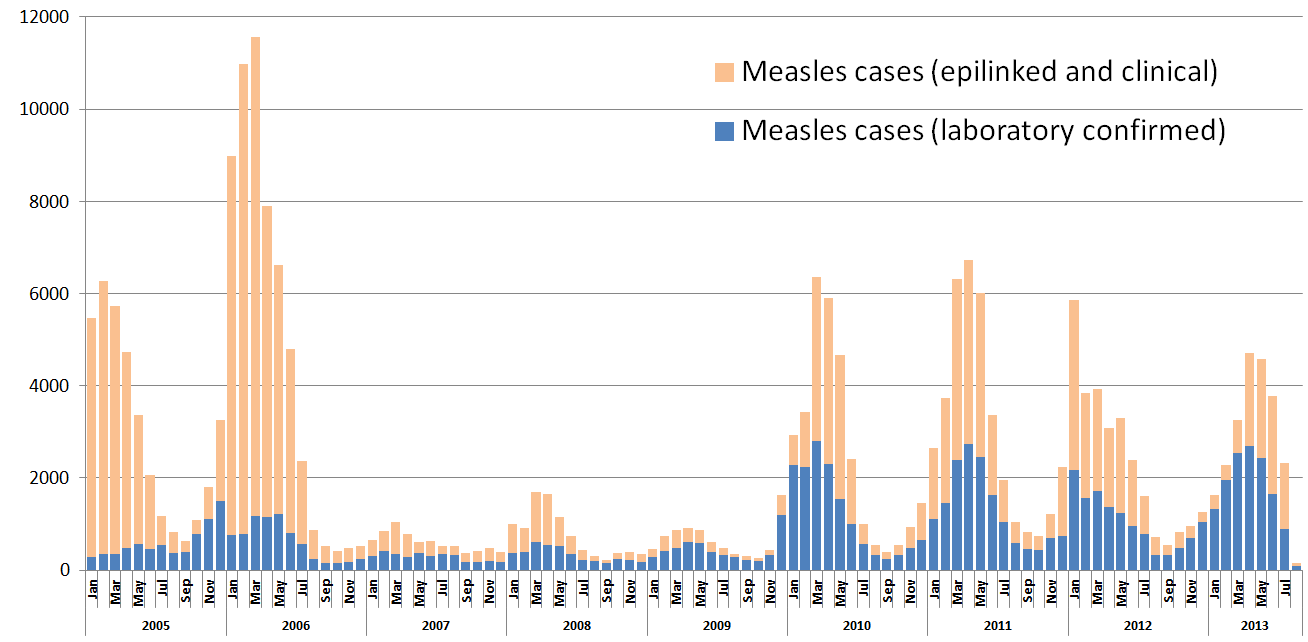 12000
10000
8000
6000
4000
2000
0
Measles cases (epilinked and clinical)
Measles cases (laboratory confirmed)
Jan Mar May Jul Sep Nov Jan Mar May Jul Sep Nov Jan Mar May Jul Sep Nov Jan Mar May Jul Sep Nov Jan Mar May Jul Sep Nov Jan Mar May Jul Sep Nov Jan Mar May Jul Sep Nov Jan Mar May Jul Sep Nov Jan Mar May Jul
2005 2006 2007 2008 2009 2010 2011 2012 2013